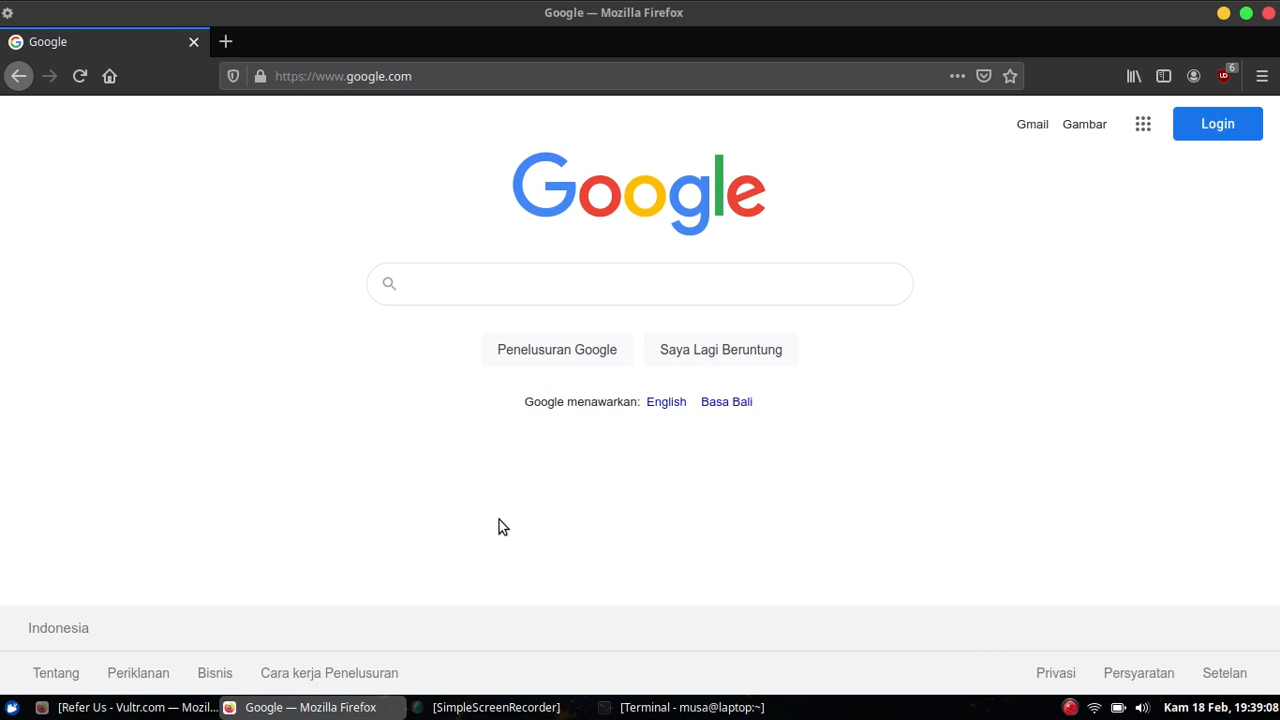 Google — Mozilla Firefox
Google
https://www.google.com
6
Gmail Gambar Login
Google
Penelusuran Google Saya Lagi Beruntung
Google menawarkan: English Basa Bali
Indonesia
Tentang Periklanan Bisnis Cara kerja Penelusuran Privasi Persyaratan Setelan
[Refer Us - Vultr.com — Mozil... Google — Mozilla Firefox [SimpleScreenRecorder] [Terminal - musa@laptop:~] Kam 18 Feb, 19:39:08